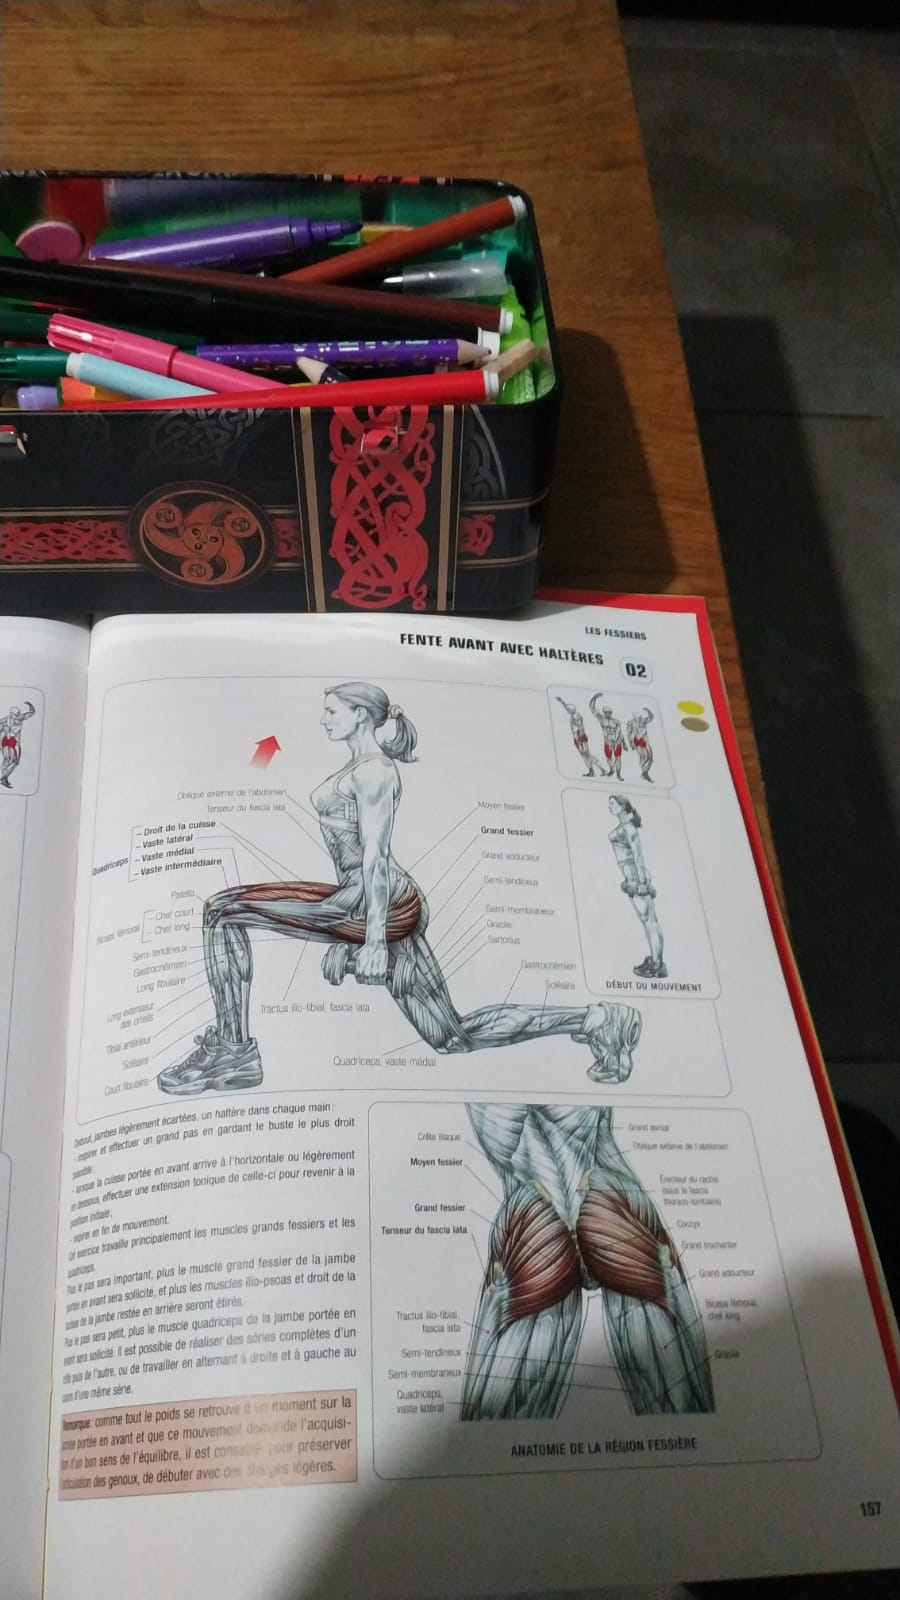 LES FESSIERS
FENTE AVANT AVEC HALTÈRES
02
Oblique externe de l'abdomen
Tenseur du fascia lata
Quadriceps
– Droit de la cuisse
– Vaste latéral
– Vaste médial
– Vaste intermédiaire
Patella
Biceps fémoral
– Chef court
– Chef long
Semi-tendineux
Gastrocnémien
Long fibulaire
Long extenseur
des orteils
Tibial antérieur
Soléaire
Court fibulaire
Moyen fessier
Grand fessier
Grand adducteur
Semi-tendineux
Semi-membraneux
Gracile
Sartorius
Gastrocnémien
Soléaire
Tractus ilio-tibial, fascia lata
Quadriceps, vaste médial
DÉBUT DU MOUVEMENT
Debout, jambes légèrement écartées, un haltère dans chaque main :
- inspirer et effectuer un grand pas en gardant le buste le plus droit
possible ;
- lorsque la cuisse portée en avant arrive à l'horizontale ou légèrement
en dessous, effectuer une extension tonique de celle-ci pour revenir à la
position initiale ;
- expirer en fin de mouvement.
Cet exercice travaille principalement les muscles grands fessiers et les
quadriceps.
Plus le pas sera important, plus le muscle grand fessier de la jambe
portée en avant sera sollicité, et plus les muscles ilio-psoas et droit de la
cuisse de la jambe restée en arrière seront étirés.
Plus le pas sera petit, plus le muscle quadriceps de la jambe portée en
avant sera sollicité. Il est possible de réaliser des séries complètes d'un
côté puis de l'autre, ou de travailler en alternant à droite et à gauche au
cours d'une même série.
Remarque : comme tout le poids se retrouve à un moment sur la
jambe portée en avant et que ce mouvement demande l'acquisi-
tion d'un bon sens de l'équilibre, il est conseillé, pour préserver
l'articulation des genoux, de débuter avec des charges légères.
Crête iliaque
Moyen fessier
Grand fessier
Tenseur du fascia lata
Tractus ilio-tibial,
fascia lata
Semi-tendineux
Semi-membraneux
Quadriceps,
vaste latéral
Grand dorsal
Oblique externe de l'abdomen
Érecteur du rachis
(sous le fascia
thoraco-lombaire)
Coccyx
Grand trochanter
Grand adducteur
Biceps fémoral,
chef long
Gracile
ANATOMIE DE LA RÉGION FESSIÈRE
157